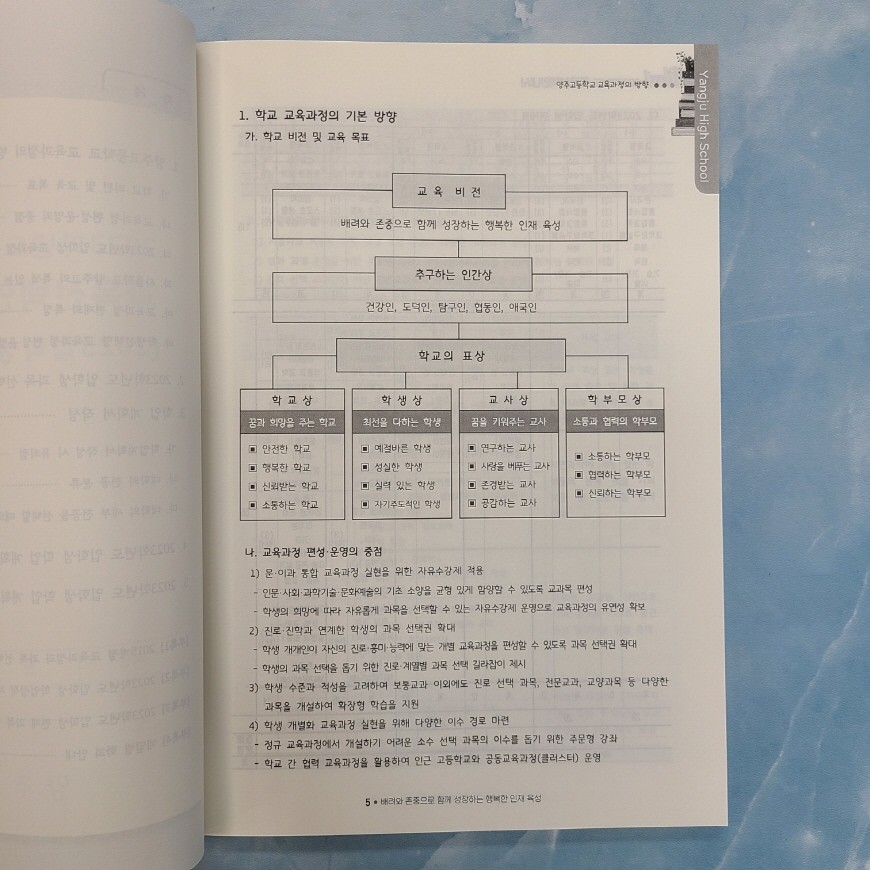 양주고등학교 교육과정의 방향
Yangju High School
1. 학교 교육과정의 기본 방향
가. 학교 비전 및 교육 목표
교 육 비 전
배려와 존중으로 함께 성장하는 행복한 인재 육성
추구하는 인간상
건강인, 도덕인, 탐구인, 협동인, 애국인
학교의 표상
학 교 상
꿈과 희망을 주는 학교
▣ 안전한 학교
▣ 행복한 학교
▣ 신뢰받는 학교
▣ 소통하는 학교
학 생 상
최선을 다하는 학생
▣ 예절바른 학생
▣ 성실한 학생
▣ 실력 있는 학생
▣ 자기주도적인 학생
교 사 상
꿈을 키워주는 교사
▣ 연구하는 교사
▣ 사랑을 베푸는 교사
▣ 존경받는 교사
▣ 공감하는 교사
학 부 모 상
소통과 협력의 학부모
▣ 소통하는 학부모
▣ 협력하는 학부모
▣ 신뢰하는 학부모
나. 교육과정 편성·운영의 중점
1) 문·이과 통합 교육과정 실현을 위한 자유수강제 적용
- 인문·사회·과학기술·문화예술의 기초 소양을 균형 있게 함양할 수 있도록 교과목 편성
- 학생의 희망에 따라 자유롭게 과목을 선택할 수 있는 자유수강제 운영으로 교육과정의 유연성 확보
2) 진로·진학과 연계한 학생의 과목 선택권 확대
- 학생 개개인이 자신의 진로·흥미·능력에 맞는 개별 교육과정을 편성할 수 있도록 과목 선택권 확대
- 학생의 과목 선택을 돕기 위한 진로·계열별 과목 선택 길라잡이 제시
3) 학생 수준과 적성을 고려하여 보통교과 이외에도 진로 선택 과목, 전문교과, 교양과목 등 다양한
과목을 개설하여 확장형 학습을 지원
4) 학생 개별화 교육과정 실현을 위해 다양한 이수 경로 마련
- 정규 교육과정에서 개설하기 어려운 소수 선택 과목의 이수를 돕기 위한 주문형 강좌
- 학교 간 협력 교육과정을 활용하여 인근 고등학교와 공동교육과정(클러스터) 운영
5 • 배려와 존중으로 함께 성장하는 행복한 인재 육성